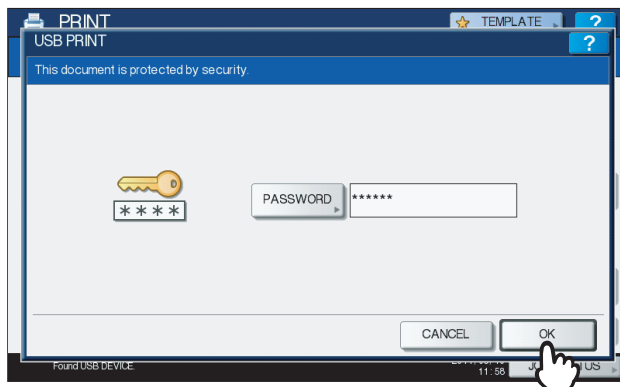 PRINT
TEMPLATE
?
USB PRINT
?
This document is protected by security.
****
PASSWORD
******
CANCEL
OK
Found USB DEVICE.
11:58